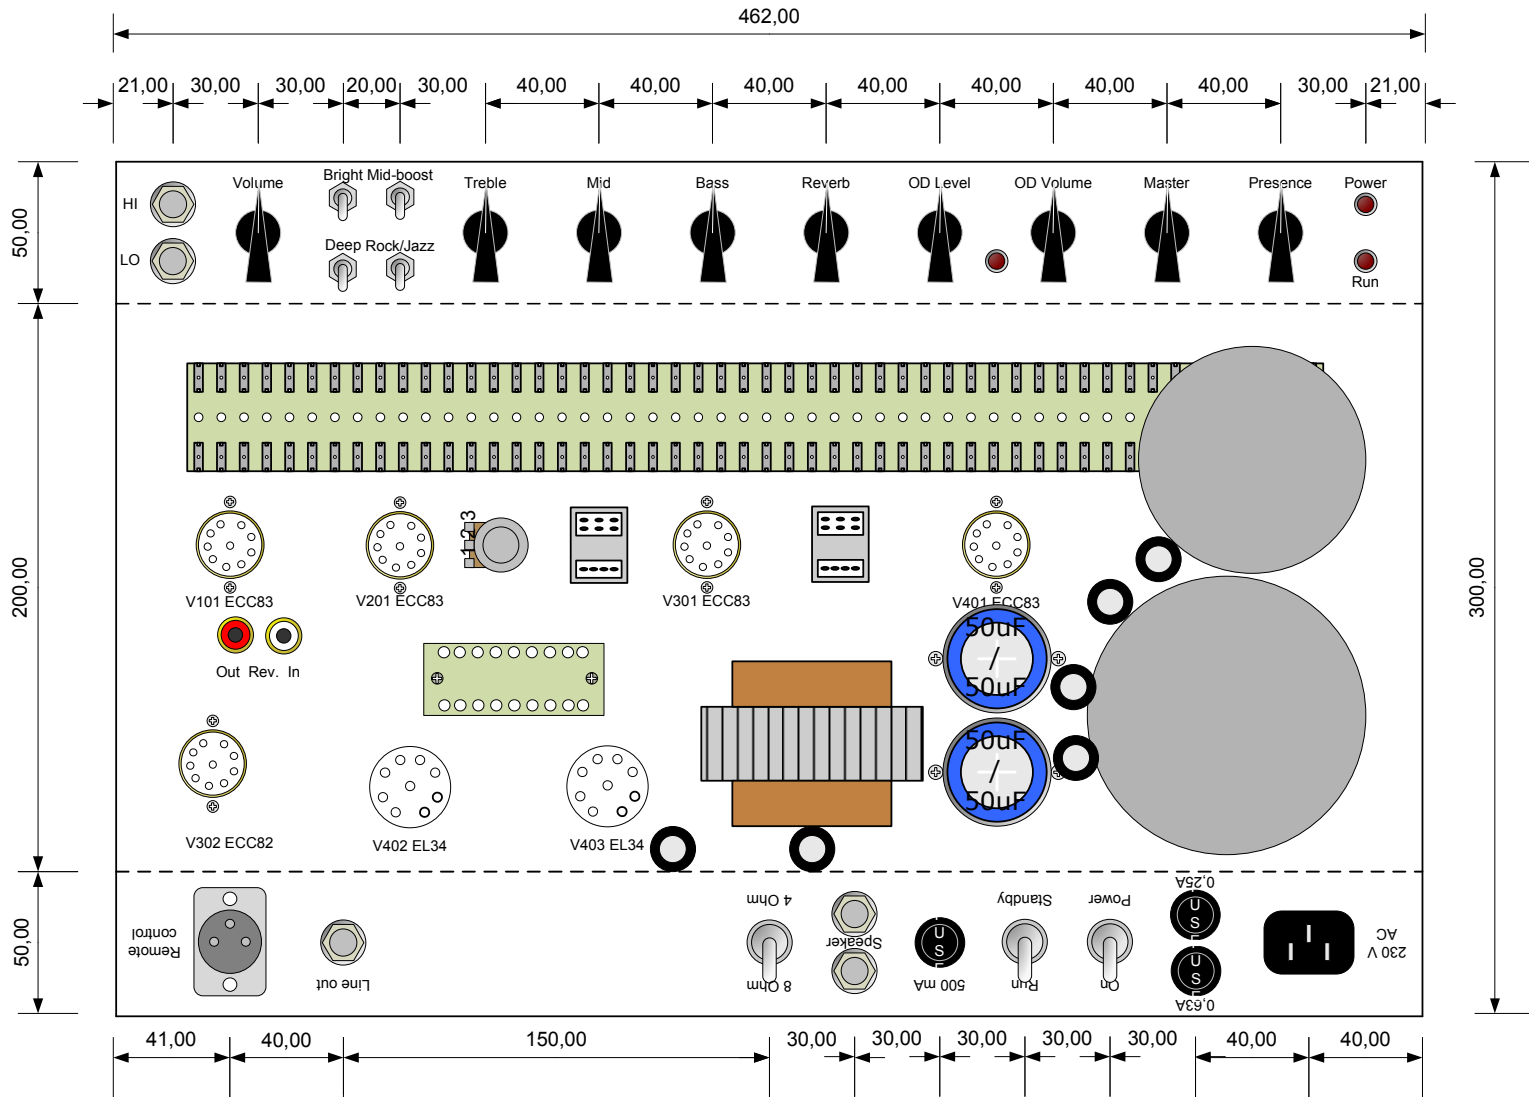 462,00
21,00 30,00 30,00 20,00 30,00 40,00 40,00 40,00 40,00 40,00 40,00 40,00 30,00 21,00
50,00
HI
LO
Volume
Bright Mid-boost
Deep Rock/Jazz
Treble
Mid
Bass
Reverb
OD Level
OD Volume
Master
Presence
Power
Run
200,00
300,00
1 2 3
V101 ECC83
V201 ECC83
V301 ECC83
V401 ECC83
Out Rev. In
50uF
/
50uF
50uF
/
50uF
V302 ECC82
V402 EL34
V403 EL34
50,00
Remote
control
Line out
4 Ohm
8 Ohm
Speaker
500 mA
Standby
Run
Power
On
0,25A
0,63A
230 V
AC
41,00 40,00 150,00 30,00 30,00 30,00 30,00 30,00 40,00 40,00